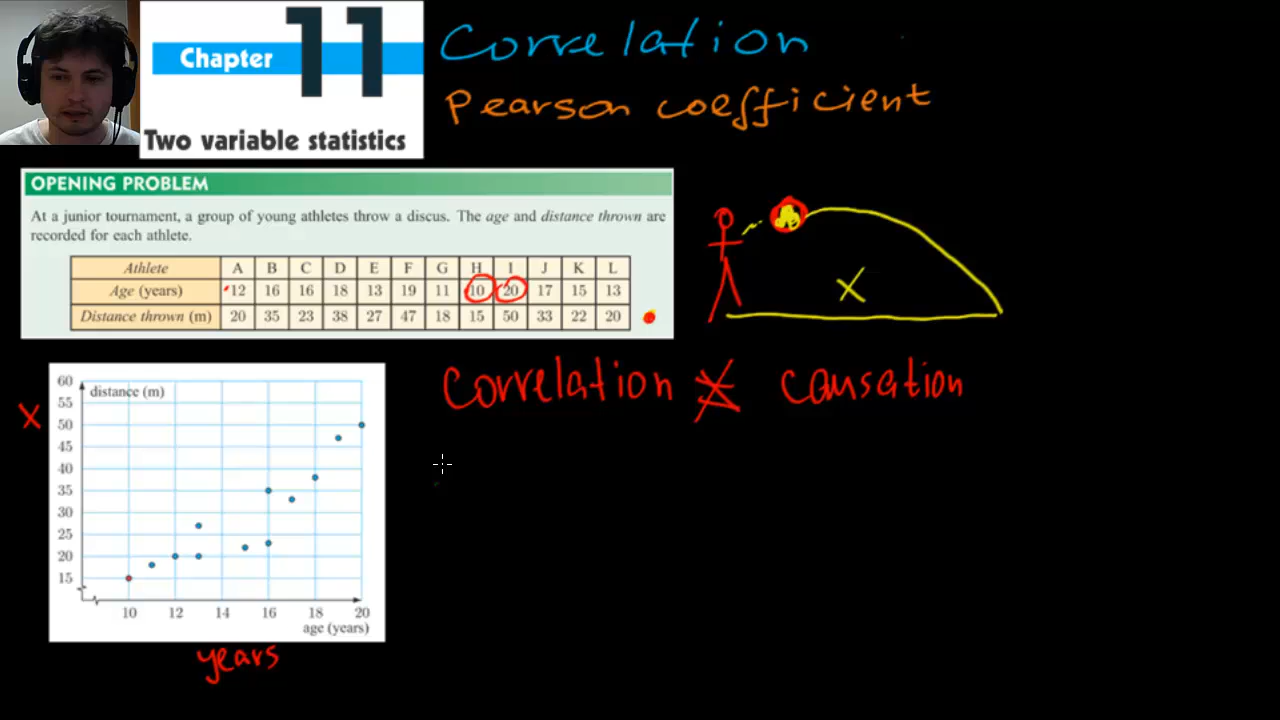 Chapter 11
Two variable statistics
Correlation
Pearson coefficient
OPENING PROBLEM
At a junior tournament, a group of young athletes throw a discus. The age and distance thrown are
recorded for each athlete.
Athlete A B C D E F G H I J K L
Age (years) 12 16 16 18 13 19 11 10 20 17 15 13
Distance thrown (m) 20 35 23 38 27 47 18 15 50 33 22 20
X
correlation ≠ causation
X
distance (m)
60
55
50
45
40
35
30
25
20
15
10 12 14 16 18 20
age (years)
years